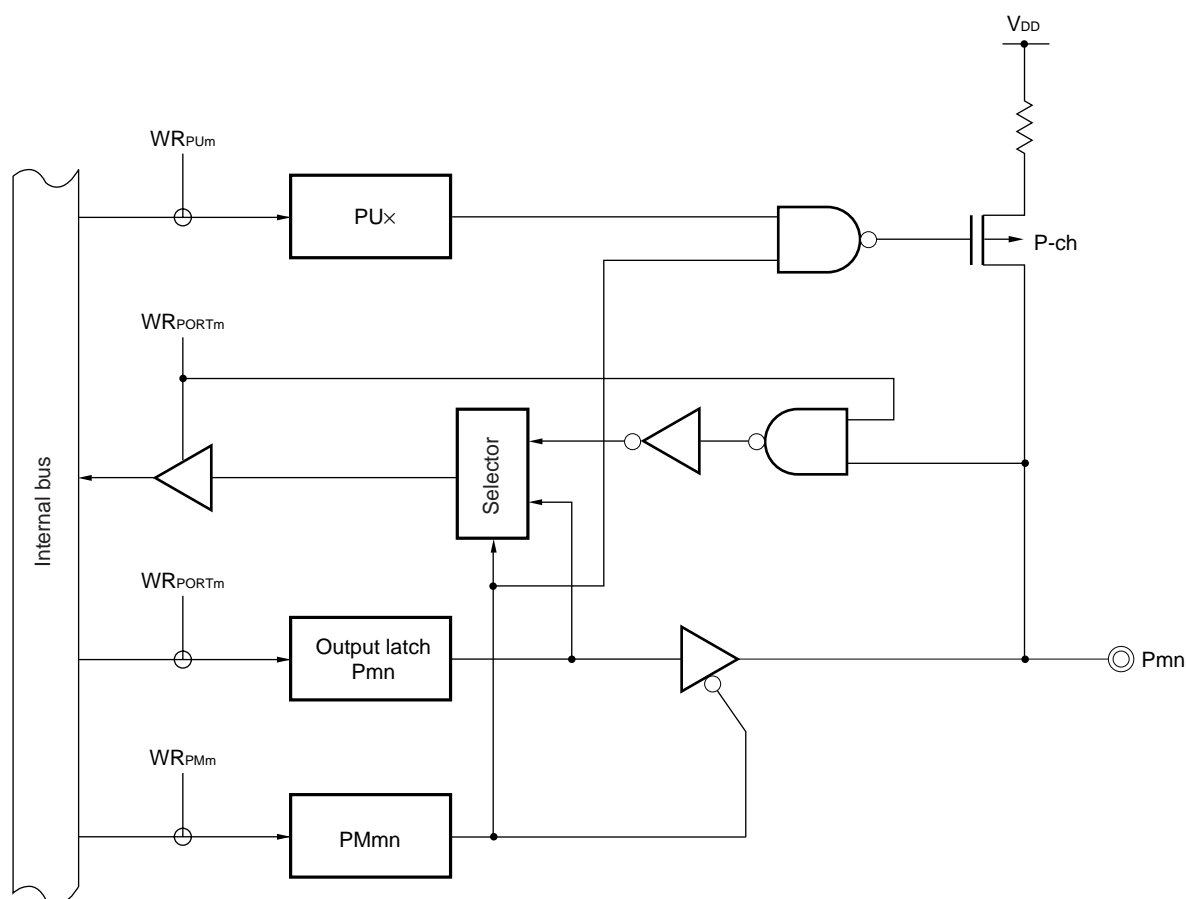 VDD
WRPUm
PU×
P-ch
WRPORTm
Selector
Internal bus
WRPORTm
Output latch
Pmn
Pmn
WRPMm
PMmn